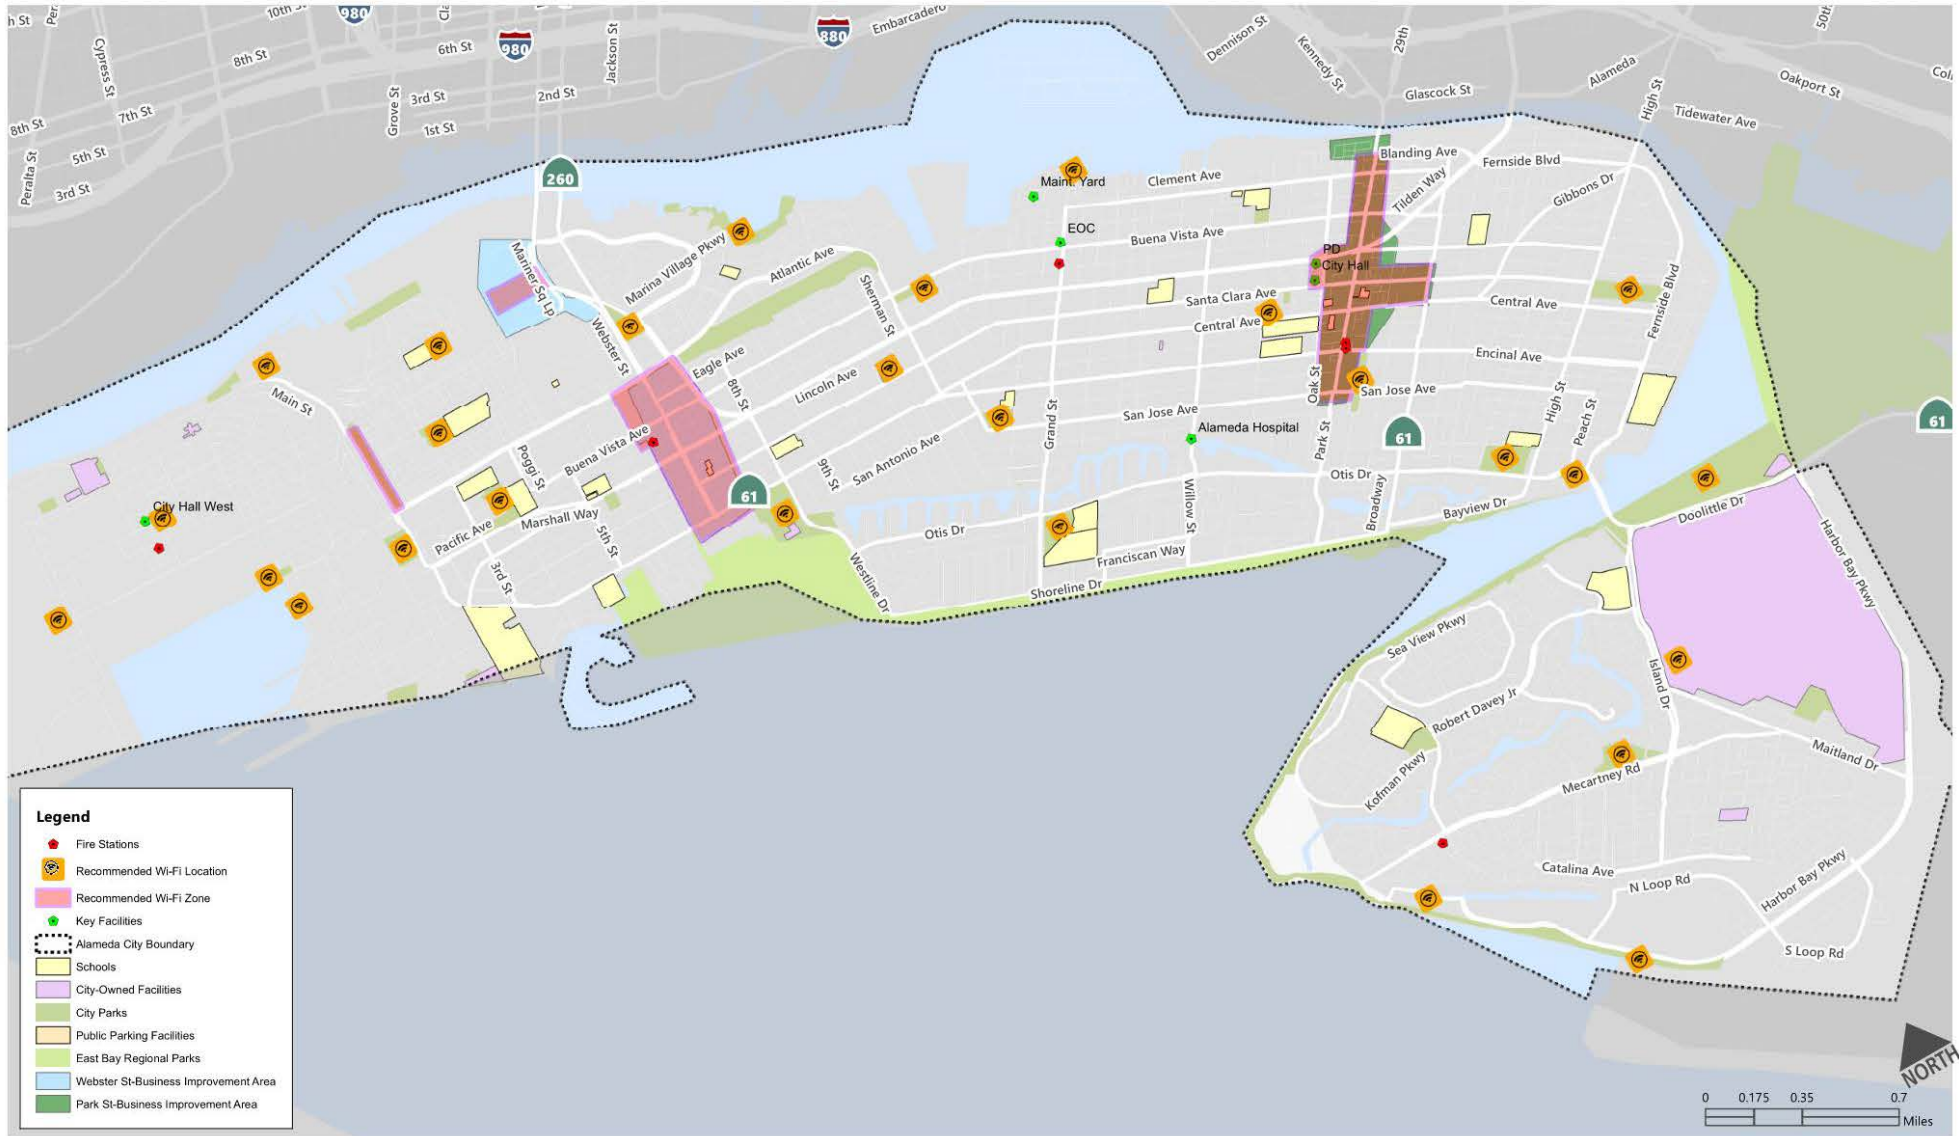 10th St
980
980
880
Embarcadero
Dennison St
Kennedy St
29th
Alameda
Oakport St
High St
Tidewater Ave
Glascock St
Cypress St
8th St
6th St
Jackson St
7th St
Grove St
3rd St
2nd St
1st St
8th St
5th St
Peralta St
3rd St
260
Blanding Ave
Fernside Blvd
Tilden Way
Gibbons Dr
Maint. Yard
Clement Ave
EOC
Buena Vista Ave
PD
City Hall
Mariner Sq Lp
Marina Village Pkwy
Atlantic Ave
Sherman St
Santa Clara Ave
Central Ave
Central Ave
Fernside Blvd
Webster St
Eagle Ave
8th St
Lincoln Ave
Encinal Ave
Oak St
San Jose Ave
San Jose Ave
Main St
Grand St
High St
Peach St
61
61
Alameda Hospital
Park St
Buena Vista Ave
Poggi St
9th St
San Antonio Ave
Otis Dr
61
City Hall West
Pacific Ave
Marshall Way
5th St
Otis Dr
Willow St
Broadway
Bayview Dr
Doolittle Dr
Harbor Bay Pkwy
3rd St
Westline Dr
Franciscan Way
Shoreline Dr
Sea View Pkwy
Island Dr
Robert Davey Jr
Kofman Pkwy
Mecartney Rd
Maitland Dr
Catalina Ave
N Loop Rd
Harbor Bay Pkwy
S Loop Rd
Legend
Fire Stations
Recommended Wi-Fi Location
Recommended Wi-Fi Zone
Key Facilities
Alameda City Boundary
Schools
City-Owned Facilities
City Parks
Public Parking Facilities
East Bay Regional Parks
Webster St-Business Improvement Area
Park St-Business Improvement Area
NORTH
0 0.175 0.35 0.7
Miles